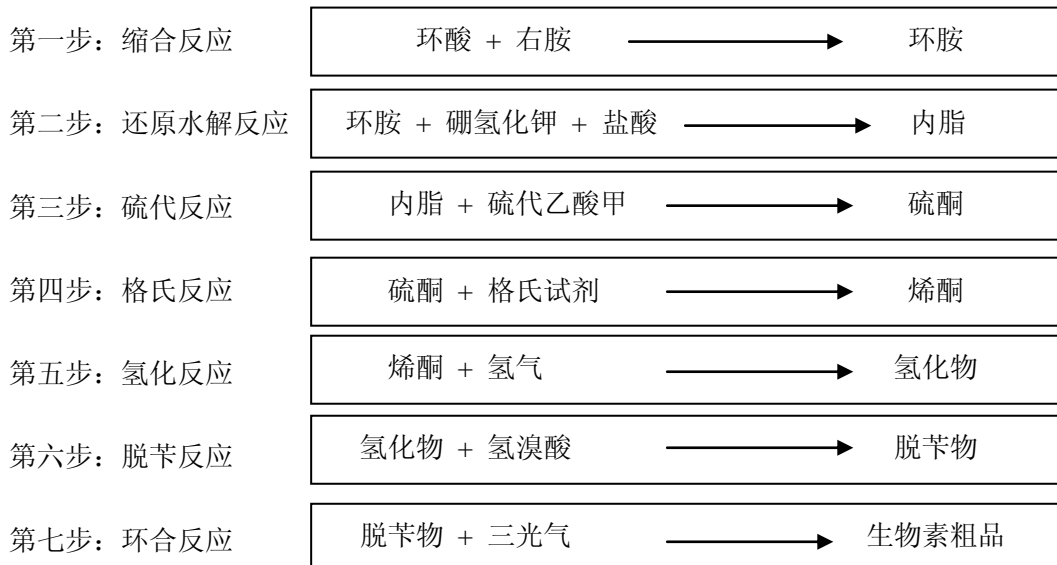 第一步：缩合反应 环酸 + 右胺 环胺
第二步：还原水解反应 环胺 + 硼氢化钾 + 盐酸 内脂
第三步：硫代反应 内脂 + 硫代乙酸甲 硫酮
第四步：格氏反应 硫酮 + 格氏试剂 烯酮
第五步：氢化反应 烯酮 + 氢气 氢化物
第六步：脱苄反应 氢化物 + 氢溴酸 脱苄物
第七步：环合反应 脱苄物 + 三光气 生物素粗品